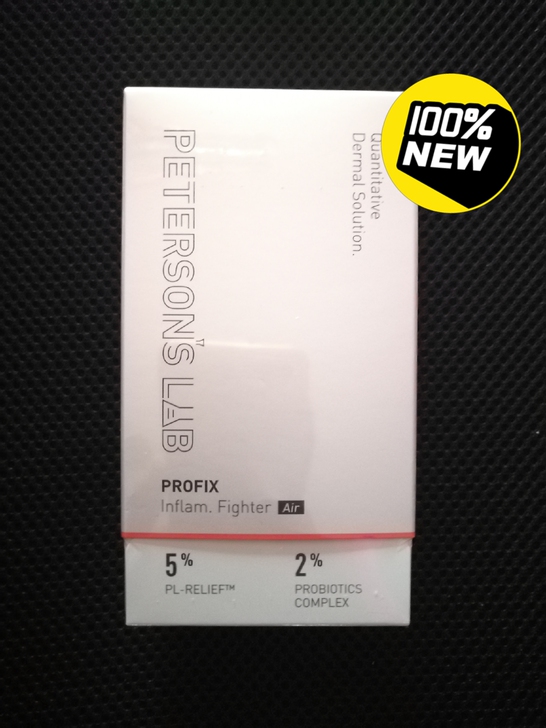 100%
NEW
Quantitative
Dermal Solution.
PETERSON'S LAB
PROFIX
Inflam. Fighter Air
5% 2%
PL-RELIEF™ PROBIOTICS
COMPLEX